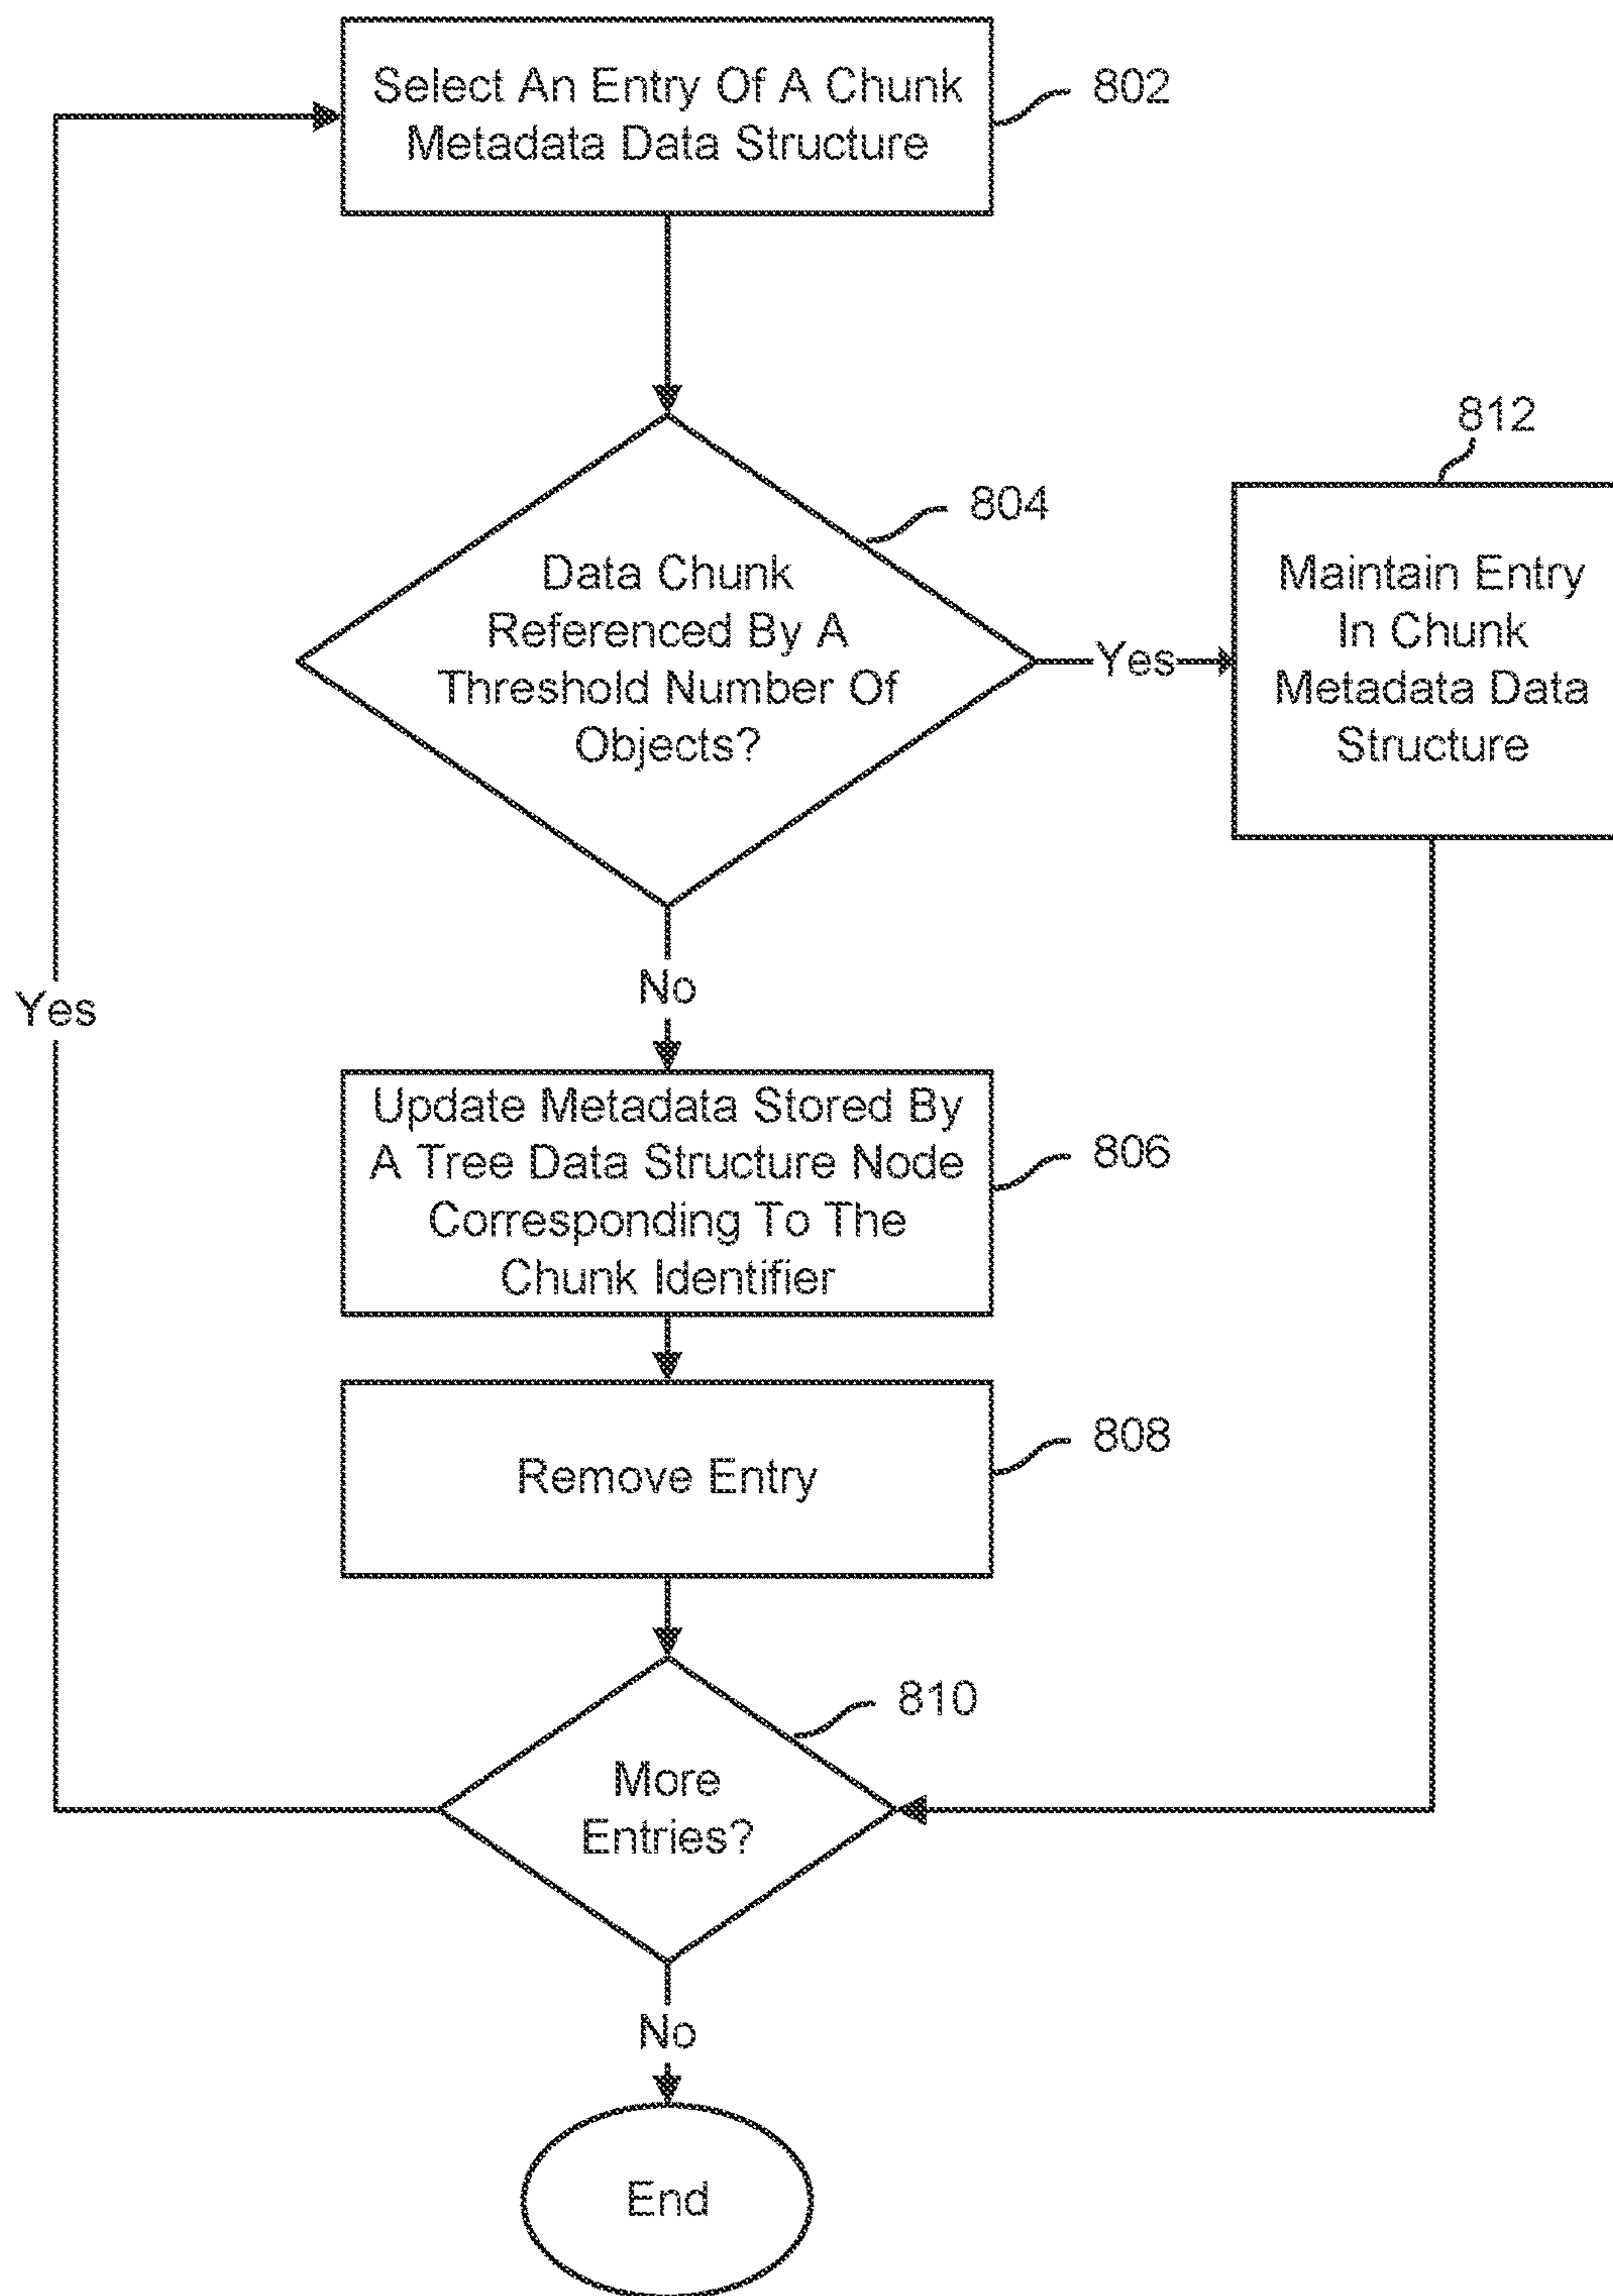 Select An Entry Of A Chunk
Metadata Data Structure
802
812
804
Data Chunk
Referenced By A
Threshold Number Of
Objects?
Yes
Maintain Entry
In Chunk
Metadata Data
Structure
No
Yes
Update Metadata Stored By
A Tree Data Structure Node
Corresponding To The
Chunk Identifier
806
Remove Entry
808
810
More
Entries?
No
End